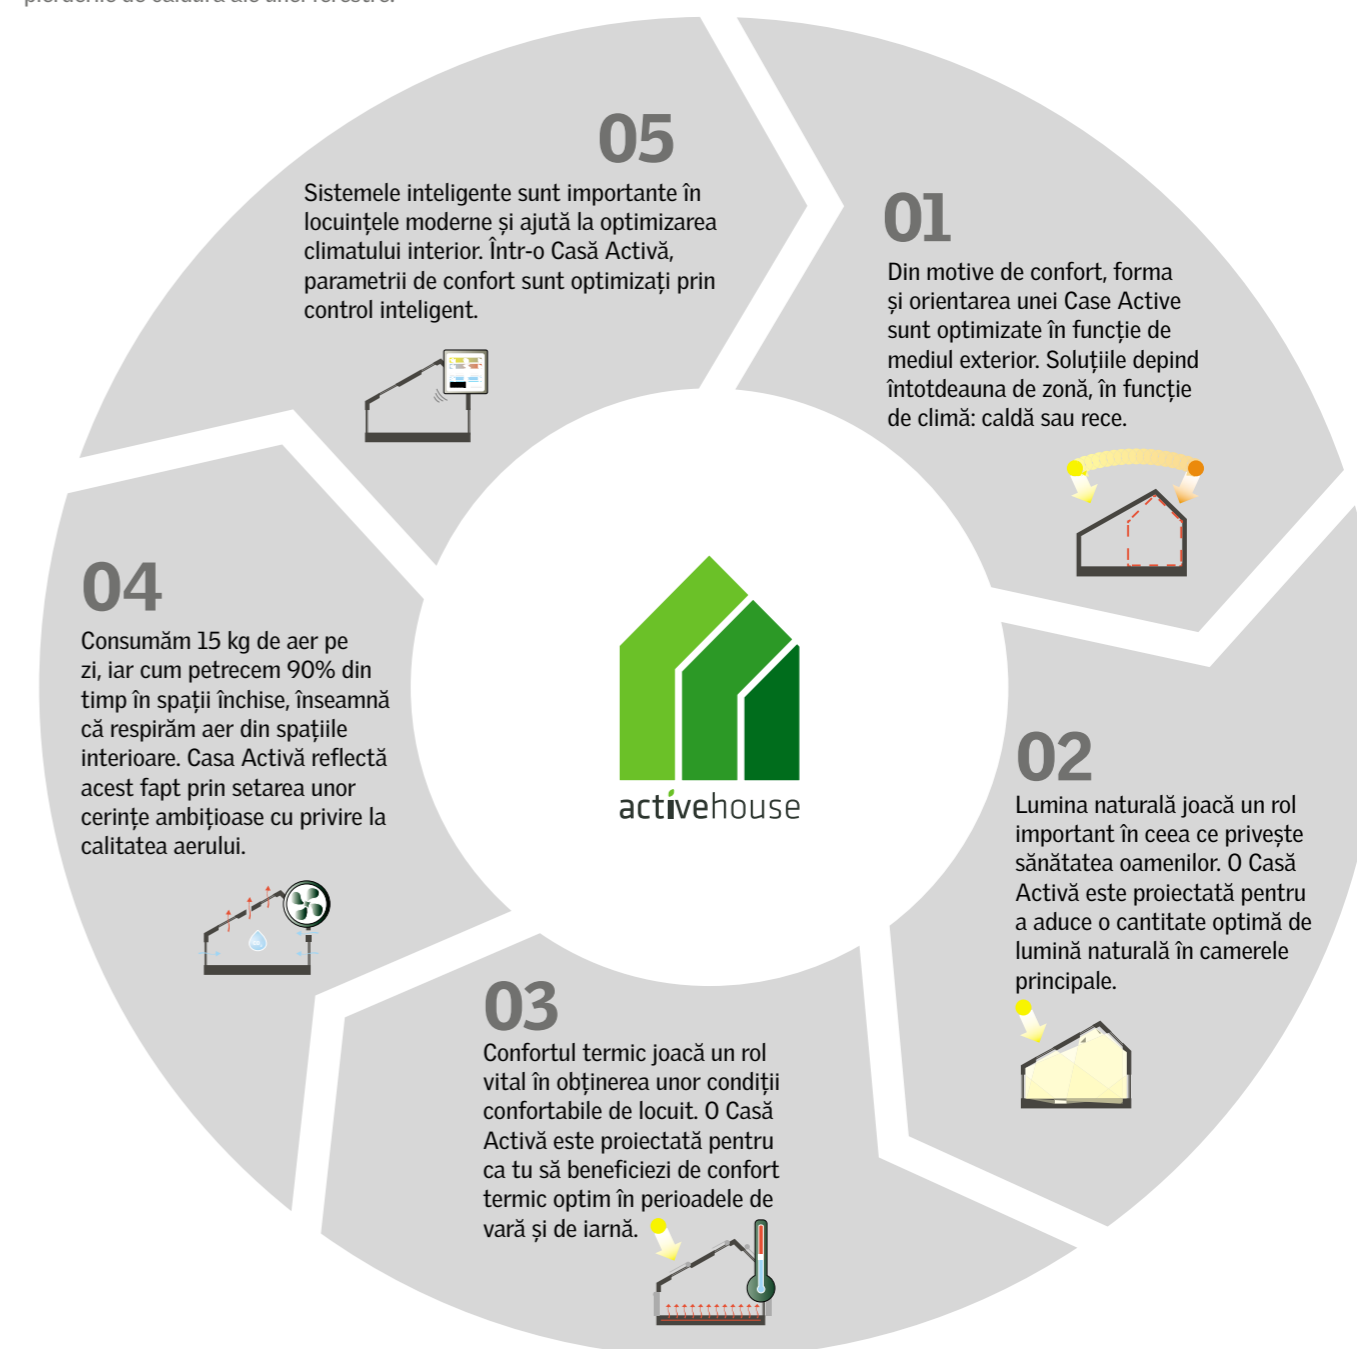 pierderile de căldură ale unei ferestre.
01
Din motive de confort, forma
și orientarea unei Case Active
sunt optimizate în funcție de
mediul exterior. Soluțiile depind
întotdeauna de zonă, în funcție
de climă: caldă sau rece.
02
Lumina naturală joacă un rol
important în ceea ce privește
sănătatea oamenilor. O Casă
Activă este proiectată pentru
a aduce o cantitate optimă de
lumină naturală în camerele
principale.
03
Confortul termic joacă un rol
vital în obținerea unor condiții
confortabile de locuit. O Casă
Activă este proiectată pentru
ca tu să beneficiezi de confort
termic optim în perioadele de
vară și de iarnă.
04
Consumăm 15 kg de aer pe
zi, iar cum petrecem 90% din
timp în spații închise, înseamnă
că respirăm aer din spațiile
interioare. Casa Activă reflectă
acest fapt prin setarea unor
cerințe ambițioase cu privire la
calitatea aerului.
05
Sistemele inteligente sunt importante în
locuințele moderne și ajută la optimizarea
climatului interior. Într-o Casă Activă,
parametrii de confort sunt optimizați prin
control inteligent.
activehouse